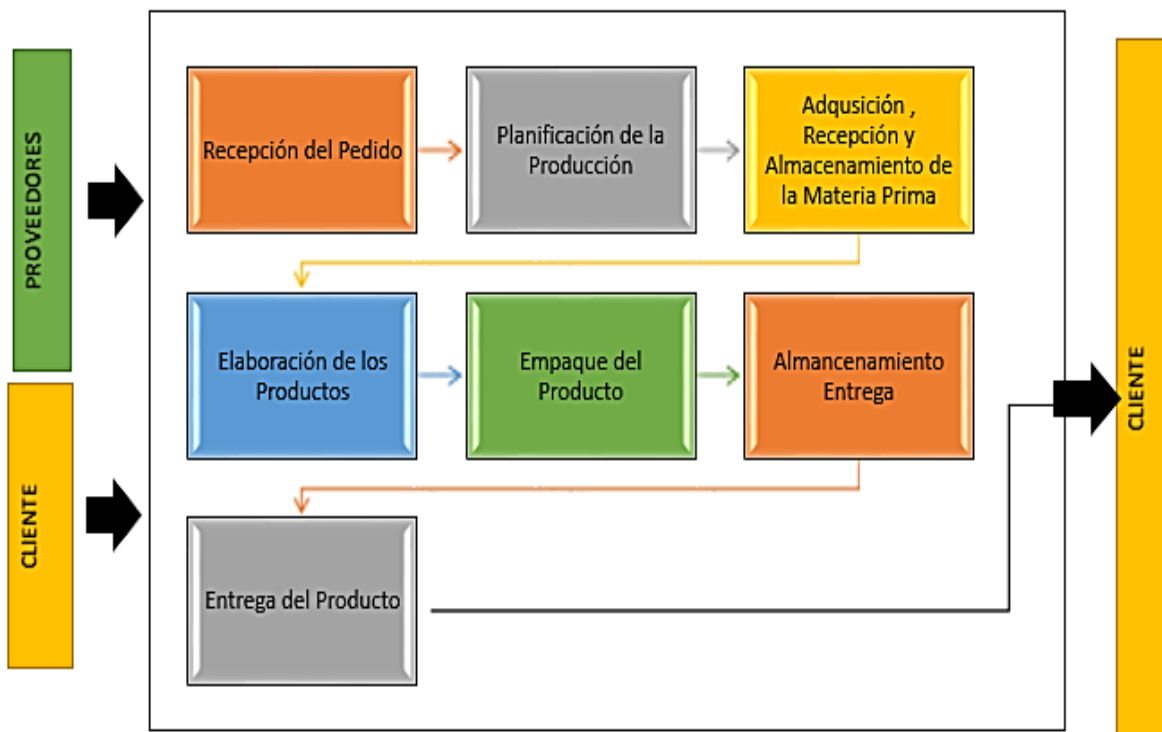 PROVEEDORES
CLIENTE
Recepción del Pedido
Planificación de la
Producción
Adqusición ,
Recepción y
Almacenamiento de
la Materia Prima
Elaboración de los
Productos
Empaque del
Producto
Almancenamiento
Entrega
Entrega del Producto
CLIENTE